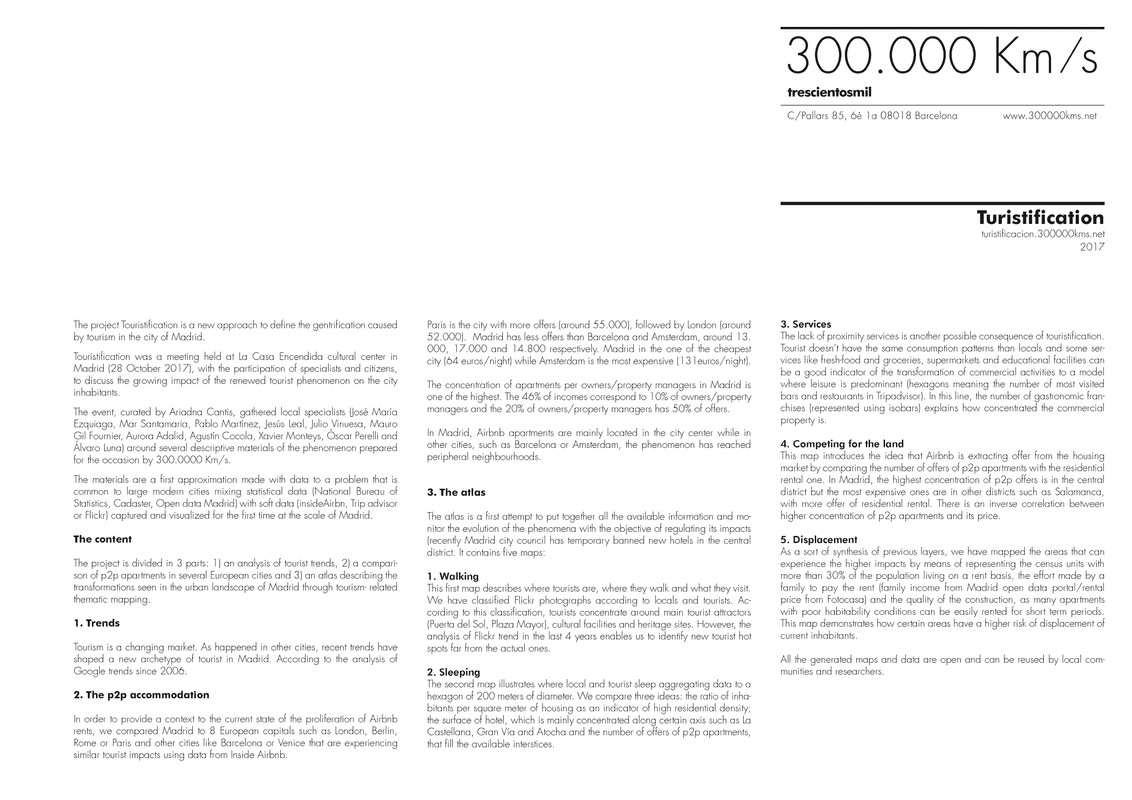 300.000 Km/s
trescientosmil
C/Pallars 85, 6è 1a 08018 Barcelona www.300000kms.net
Turistification
turistificacion.300000kms.net
2017
The project Touristification is a new approach to define the gentrification caused
by tourism in the city of Madrid.
Touristification was a meeting held at La Casa Encendida cultural center in
Madrid (28 October 2017), with the participation of specialists and citizens,
to discuss the growing impact of the renewed tourist phenomenon on the city
inhabitants.
The event, curated by Ariadna Cantis, gathered local specialists (José María
Ezquiaga, Mar Santamaria, Pablo Martínez, Jesús Leal, Julio Vinuesa, Mauro
Gil Fournier, Aurora Adalid, Agustín Cocola, Xavier Monteys, Óscar Perelli and
Álvaro Luna) around several descriptive materials of the phenomenon prepared
for the occasion by 300.0000 Km/s.
The materials are a first approximation made with data to a problem that is
common to large modern cities mixing statistical data (National Bureau of
Statistics, Cadaster, Open data Madrid) with soft data (insideAirbn, Trip advisor
or Flickr) captured and visualized for the first time at the scale of Madrid.
The content
The project is divided in 3 parts: 1) an analysis of tourist trends, 2) a compari-
son of p2p apartments in several European cities and 3) an atlas describing the
transformations seen in the urban landscape of Madrid through tourism- related
thematic mapping.
1. Trends
Tourism is a changing market. As happened in other cities, recent trends have
shaped a new archetype of tourist in Madrid. According to the analysis of
Google trends since 2006.
2. The p2p accommodation
In order to provide a context to the current state of the proliferation of Airbnb
rents, we compared Madrid to 8 European capitals such as London, Berlin,
Rome or Paris and other cities like Barcelona or Venice that are experiencing
similar tourist impacts using data from Inside Airbnb.
Paris is the city with more offers (around 55.000), followed by London (around
52.000). Madrid has less offers than Barcelona and Amsterdam, around 13.
000, 17.000 and 14.800 respectively. Madrid in the one of the cheapest
city (64 euros/night) while Amsterdam is the most expensive (131euros/night).
The concentration of apartments per owners/property managers in Madrid is
one of the highest. The 46% of incomes correspond to 10% of owners/property
managers and the 20% of owners/property managers has 50% of offers.
In Madrid, Airbnb apartments are mainly located in the city center while in
other cities, such as Barcelona or Amsterdam, the phenomenon has reached
peripheral neighbourhoods.
3. The atlas
The atlas is a first attempt to put together all the available information and mo-
nitor the evolution of the phenomena with the objective of regulating its impacts
(recently Madrid city council has temporary banned new hotels in the central
district. It contains five maps:
1. Walking
This first map describes where tourists are, where they walk and what they visit.
We have classified Flickr photographs according to locals and tourists. Ac-
cording to this classification, tourists concentrate around main tourist attractors
(Puerta del Sol, Plaza Mayor), cultural facilities and heritage sites. However, the
analysis of Flickr trend in the last 4 years enables us to identify new tourist hot
spots far from the actual ones.
2. Sleeping
The second map illustrates where local and tourist sleep aggregating data to a
hexagon of 200 meters of diameter. We compare three ideas: the ratio of inha-
bitants per square meter of housing as an indicator of high residential density;
the surface of hotel, which is mainly concentrated along certain axis such as La
Castellana, Gran Vía and Atocha and the number of offers of p2p apartments,
that fill the available interstices.
3. Services
The lack of proximity services is another possible consequence of touristification.
Tourist doesn't have the same consumption patterns than locals and some ser-
vices like fresh-food and groceries, supermarkets and educational facilities can
be a good indicator of the transformation of commercial activities to a model
where leisure is predominant (hexagons meaning the number of most visited
bars and restaurants in Tripadvisor). In this line, the number of gastronomic fran-
chises (represented using isobars) explains how concentrated the commercial
property is.
4. Competing for the land
This map introduces the idea that Airbnb is extracting offer from the housing
market by comparing the number of offers of p2p apartments with the residential
rental one. In Madrid, the highest concentration of p2p offers is in the central
district but the most expensive ones are in other districts such as Salamanca,
with more offer of residential rental. There is an inverse correlation between
higher concentration of p2p apartments and its price.
5. Displacement
As a sort of synthesis of previous layers, we have mapped the areas that can
experience the higher impacts by means of representing the census units with
more than 30% of the population living on a rent basis, the effort made by a
family to pay the rent (family income from Madrid open data portal/rental
price from Fotocasa) and the quality of the construction, as many apartments
with poor habitability conditions can be easily rented for short term periods.
This map demonstrates how certain areas have a higher risk of displacement of
current inhabitants.
All the generated maps and data are open and can be reused by local com-
munities and researchers.